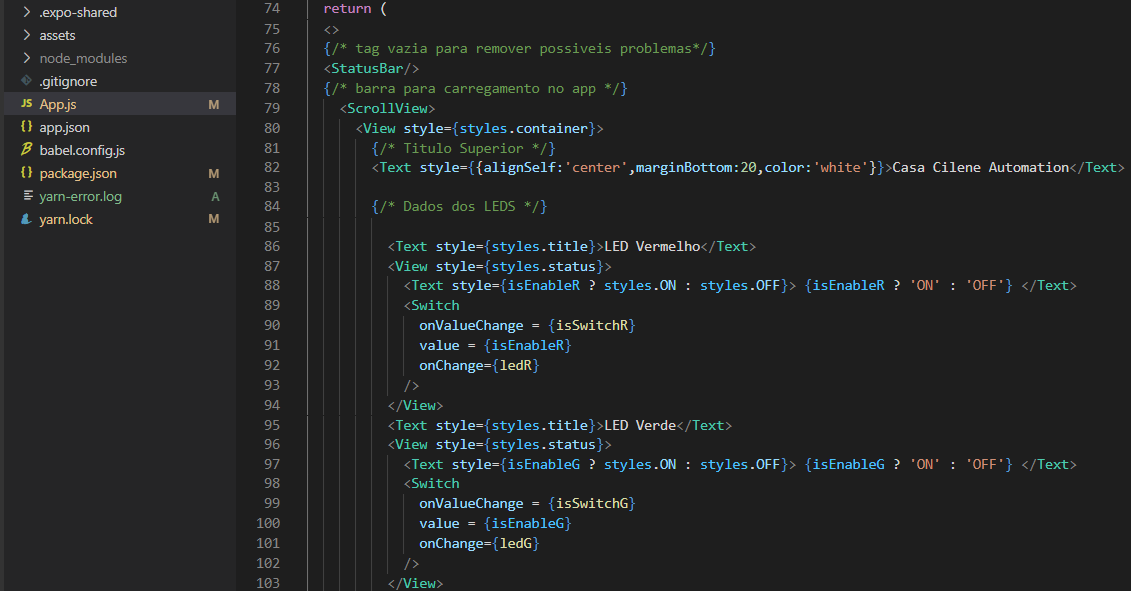 .expo-shared
assets
node_modules
.gitignore
JS App.js M
{} app.json
babel.config.js
{} package.json M
yarn-error.log A
yarn.lock M
74 return (
75 <>
76 {/* tag vazia para remover possiveis problemas*/}
77 <StatusBar/>
78 {/* barra para carregamento no app */}
79 <ScrollView>
80 <View style={styles.container}>
81 {/* Titulo Superior */}
82 <Text style={{alignSelf:'center',marginBottom:20,color:'white'}}>Casa Cilene Automation</Text>
83
84 {/* Dados dos LEDS */}
85
86 <Text style={styles.title}>LED Vermelho</Text>
87 <View style={styles.status}>
88 <Text style={isEnableR ? styles.ON : styles.OFF}> {isEnableR ? 'ON' : 'OFF'} </Text>
89 <Switch
90 onValueChange = {isSwitchR}
91 value = {isEnableR}
92 onChange={ledR}
93 />
94 </View>
95 <Text style={styles.title}>LED Verde</Text>
96 <View style={styles.status}>
97 <Text style={isEnableG ? styles.ON : styles.OFF}> {isEnableG ? 'ON' : 'OFF'} </Text>
98 <Switch
99 onValueChange = {isSwitchG}
100 value = {isEnableG}
101 onChange={ledG}
102 />
103 </View>